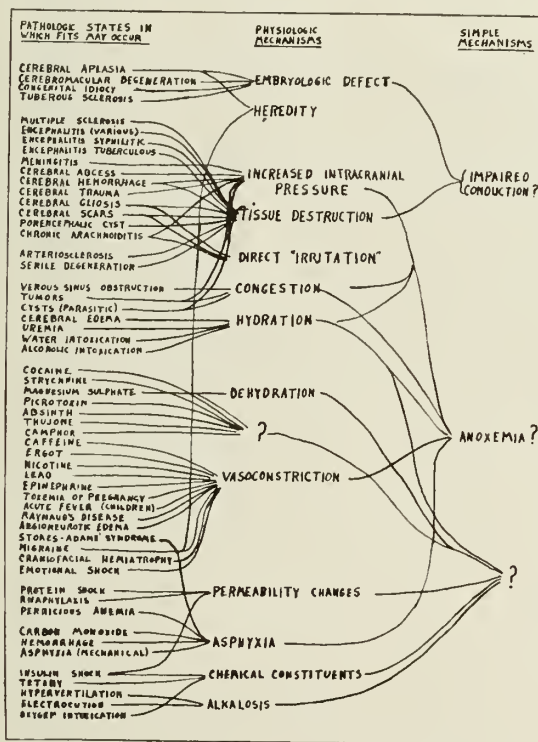 PATHOLOGIC STATES IN
WHICH FITS MAY OCCUR
PHYSIOLOGIC
MECHANISMS
SIMPLE
MECHANISMS
CEREBRAL APLASIA
CEREBROMACULAR DEGENERATION
CONGENITAL IDIOCY
TUBEROUS SCLEROSIS
EMBRYOLOGIC DEFECT
HEREDITY
MULTIPLE SCLEROSIS
ENCEPHALITIS (VARIOUS)
ENCEPHALITIS SYPHILITIC
ENCEPHALITIS TUBERCULOUS
MENINGITIS
CEREBRAL ABCESS
CEREBRAL HEMORRHAGE
CEREBRAL TRAUMA
CEREBRAL GLIOSIS
CEREBRAL SCARS
PORENCEPHALIC CYST
CHRONIC ARACHNOIDITIS
ARTERIOSCLEROSIS
SENILE DEGENERATION
INCREASED INTRACRANIAL
PRESSURE
TISSUE DESTRUCTION
DIRECT "IRRITATION"
IMPAIRED
CONDUCTION?
VENOUS SINUS OBSTRUCTION
TUMORS
CYSTS (PARASITIC)
CEREBRAL EDEMA
UREMIA
WATER INTOXICATION
ALCOHOLIC INTOXICATION
CONGESTION
HYDRATION
COCAINE
STRYCHNINE
MAGNESIUM SULPHATE
PICROTOXIN
ABSINTH
THUJONE
CAMPHOR
CAFFEINE
ERGOT
NICOTINE
LEAD
EPINEPHRINE
TOXEMIA OF PREGNANCY
ACUTE FEVER (CHILDREN)
RAYNAUD'S DISEASE
ANGIONEUROTIC EDEMA
STOKES-ADAMS' SYNDROME
MIGRAINE
CRANIOFACIAL HEMIATROPHY
EMOTIONAL SHOCK
DEHYDRATION
?
VASOCONSTRICTION
ANOXEMIA?
PROTEIN SHOCK
ANAPHYLAXIS
PERNICIOUS ANEMIA
PERMEABILITY CHANGES
?
CARBON MONOXIDE
HEMORRHAGE
ASPHYXIA (MECHANICAL)
ASPHYXIA
INSULIN SHOCK
TETANY
HYPERVENTILATION
ELECTROCUTION
OXYGEN INTOXICATION
CHEMICAL CONSTITUENTS
ALKALOSIS